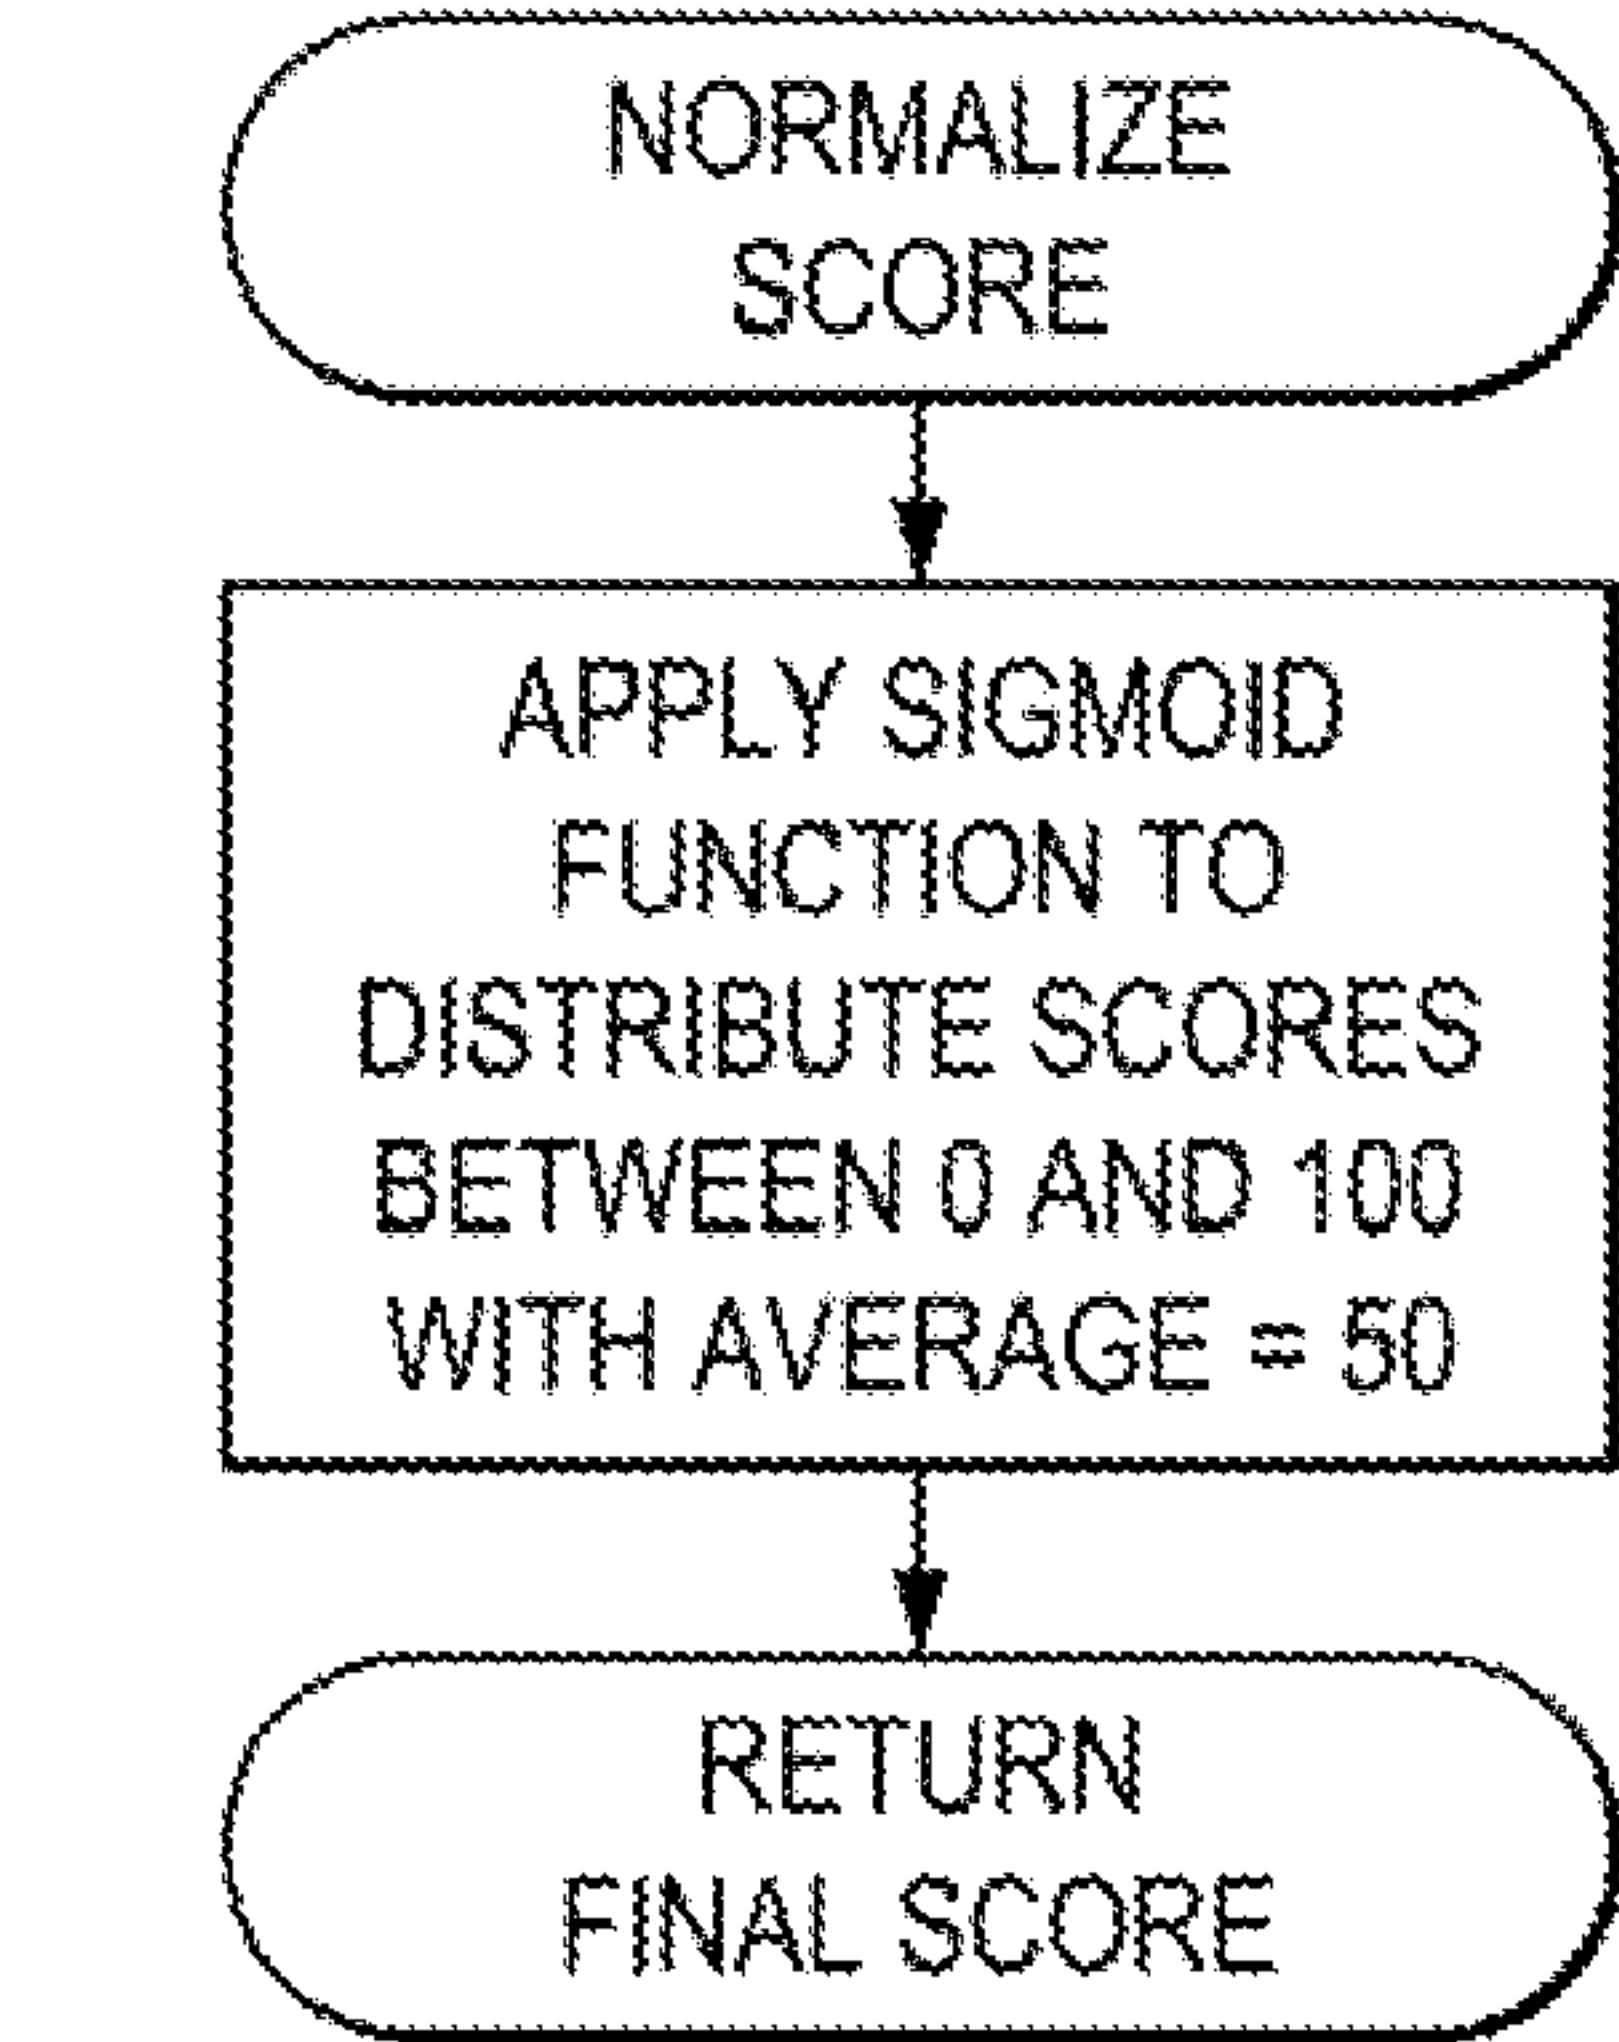 NORMALIZE
SCORE
APPLY SIGMOID
FUNCTION TO
DISTRIBUTE SCORES
BETWEEN 0 AND 100
WITH AVERAGE = 50
RETURN
FINAL SCORE